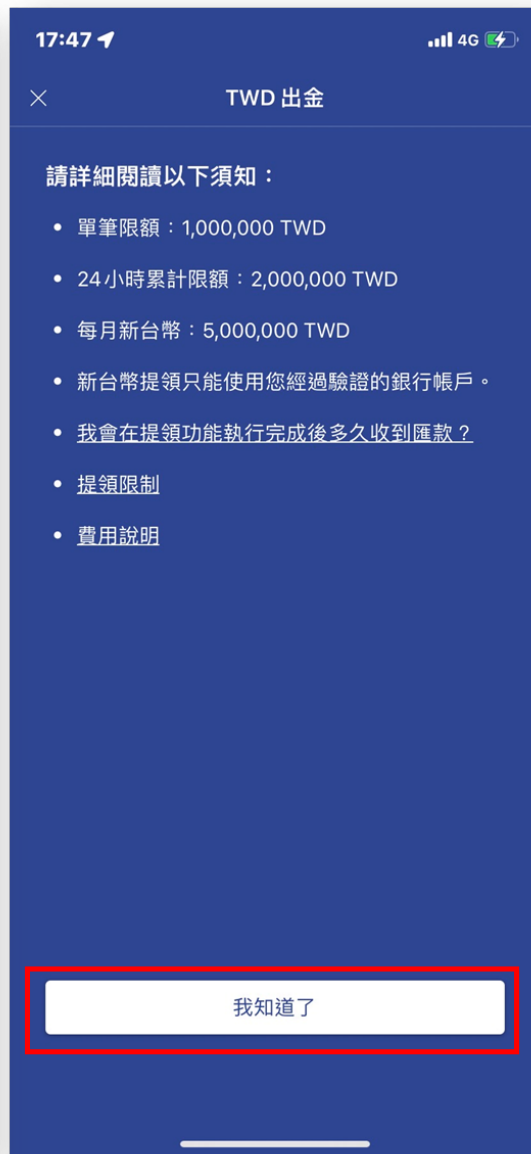 17:47
4G
TWD 出金
請詳細閱讀以下須知：
• 單筆限額：1,000,000 TWD
• 24小時累計限額：2,000,000 TWD
• 每月新台幣：5,000,000 TWD
• 新台幣提領只能使用您經過驗證的銀行帳戶。
• 我會在提領功能執行完成後多久收到匯款？
• 提領限制
• 費用說明
我知道了